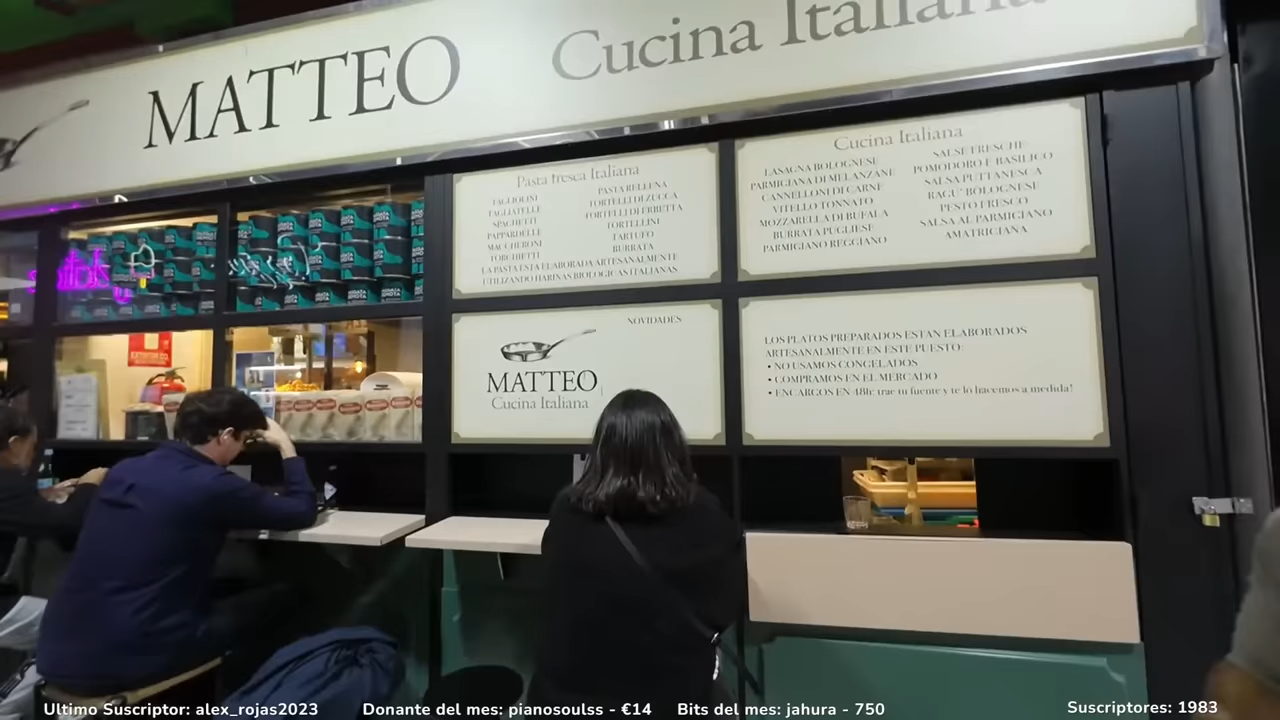 MATTEO
Cucina Italiana
Pasta fresca Italiana
TAGLIOLINI
TAGLIATELLE
SPAGHETTI
PAPPARDELLE
MACCHERONI
TORCHIETTI
PASTA RELLENA
TORTELLI DI ZUCCA
TORTELLI DI ERBETTA
TORTELLINI
TARTUFO
BURRATA
LA PASTA ESTA ELABORADA ARTESANALMENTE
UTILIZANDO HARINAS BIOLOGICAS ITALIANAS
Cucina Italiana
LASAGNA BOLOGNESE
PARMIGIANA DI MELANZANE
CANNELLONI DI CARNE
VITELLO TONNATO
MOZZARELLA DI BUFALA
BURRATA PUGLIESE
PARMIGIANO REGGIANO
SALSE FRESCHE
POMODORO E BASILICO
SALSA PUTTANESCA
RAGU' BOLOGNESE
PESTO FRESCO
SALSA AL PARMIGIANO
AMATRICIANA
NOVIDADES
MATTEO
Cucina Italiana
LOS PLATOS PREPARADOS ESTAN ELABORADOS
ARTESANALMENTE EN ESTE PUESTO:
• NO USAMOS CONGELADOS
• COMPRAMOS EN EL MERCADO
• ENCARGOS EN 48h: trae tu fuente y te lo hacemos a medida!
Ultimo Suscriptor: alex_rojas2023
Donante del mes: pianosoulss - €14
Bits del mes: jahura - 750
Suscriptores: 1983